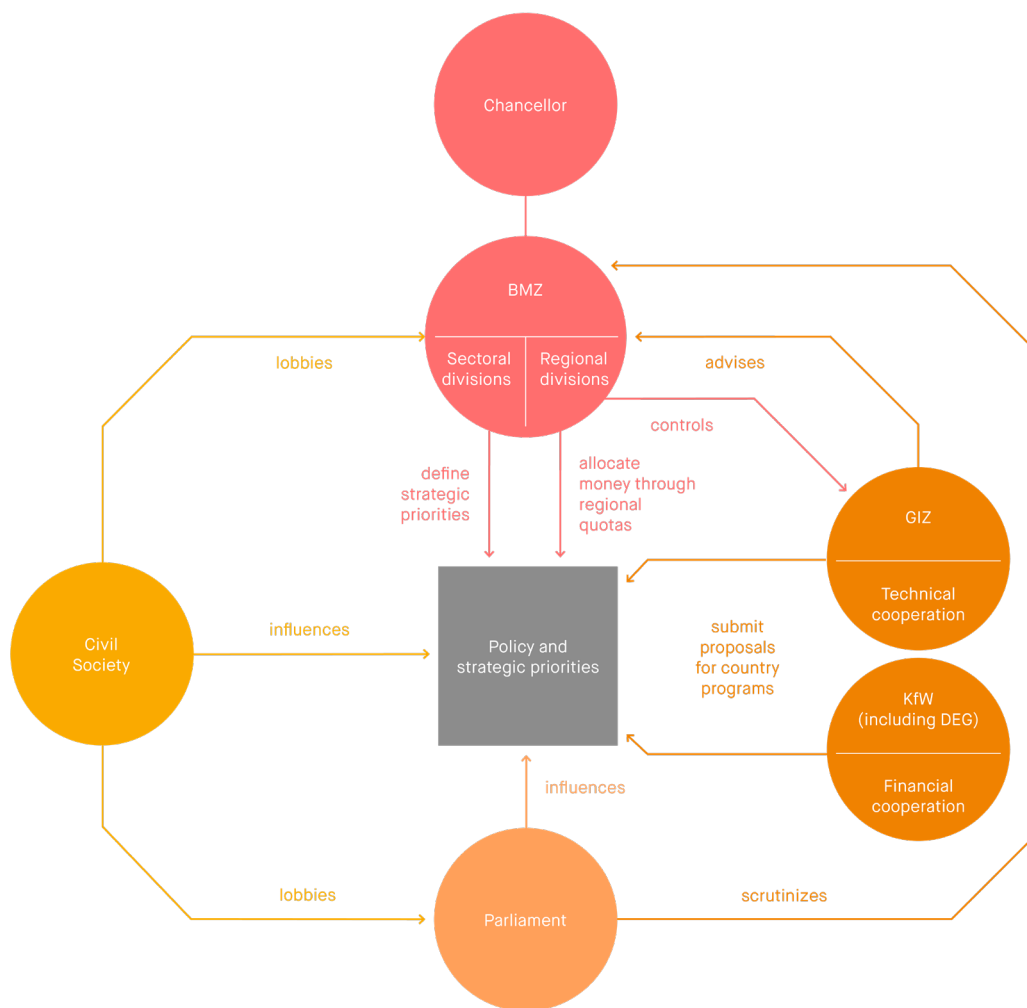 Chancellor
BMZ
Sectoral
divisions
Regional
divisions
lobbies
advises
controls
define
strategic
priorities
allocate
money through
regional
quotas
GIZ
Technical
cooperation
Civil
Society
influences
Policy and
strategic priorities
submit
proposals
for country
programs
KfW
(including DEG)
Financial
cooperation
influences
lobbies
Parliament
scrutinizes